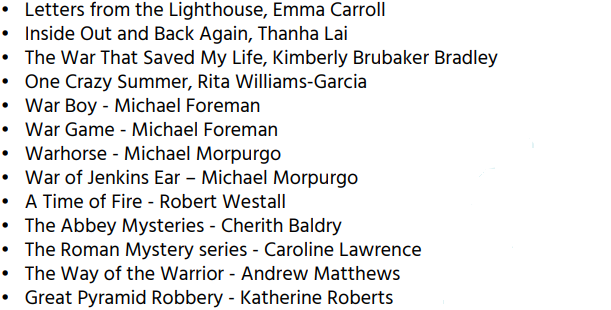 • Letters from the Lighthouse, Emma Carroll
• Inside Out and Back Again, Thanha Lai
• The War That Saved My Life, Kimberly Brubaker Bradley
• One Crazy Summer, Rita Williams-Garcia
• War Boy - Michael Foreman
• War Game - Michael Foreman
• Warhorse - Michael Morpurgo
• War of Jenkins Ear – Michael Morpurgo
• A Time of Fire - Robert Westall
• The Abbey Mysteries - Cherith Baldry
• The Roman Mystery series - Caroline Lawrence
• The Way of the Warrior - Andrew Matthews
• Great Pyramid Robbery - Katherine Roberts